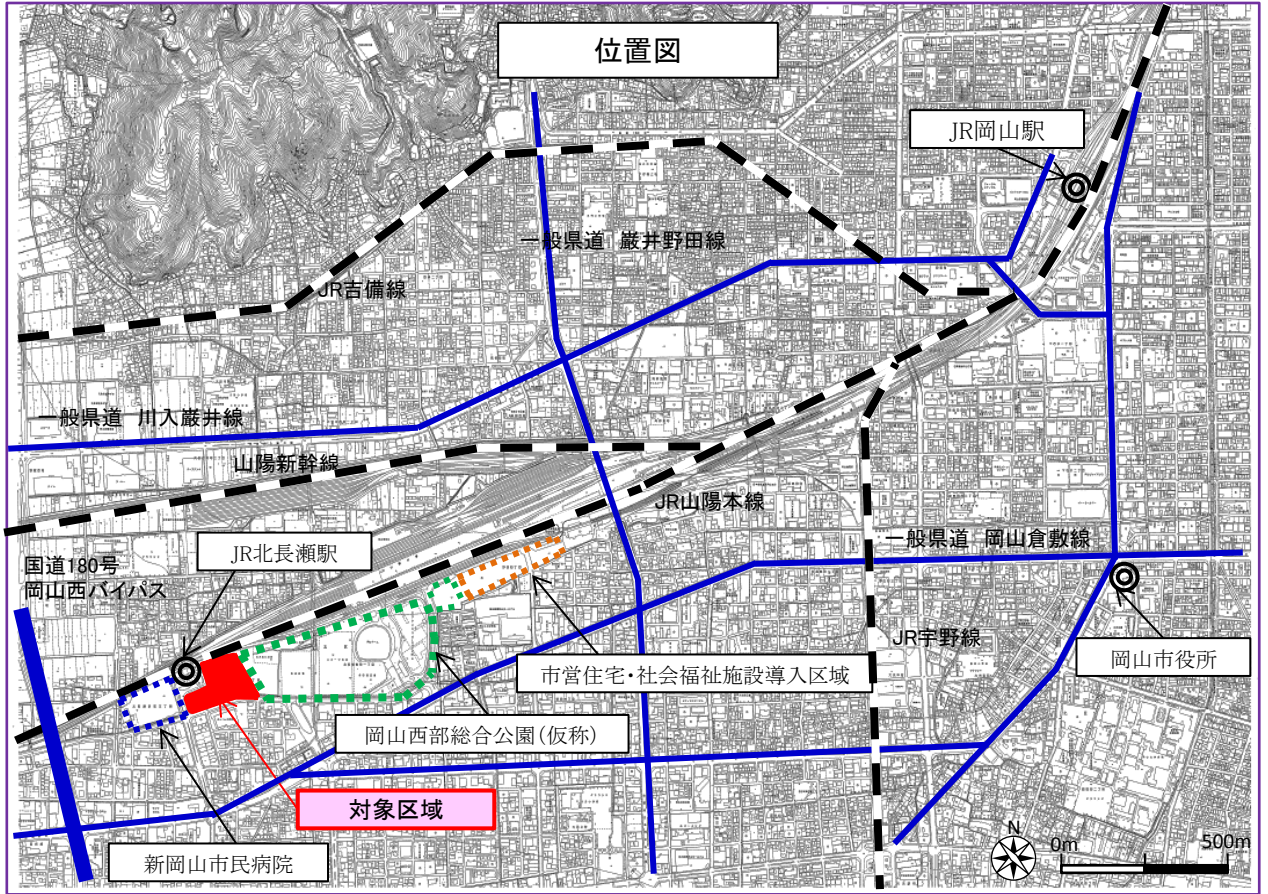 位置図
JR岡山駅
一般県道 巌井野田線
JR吉備線
一般県道 川入巌井線
山陽新幹線
JR山陽本線
一般県道 岡山倉敷線
JR北長瀬駅
国道180号
岡山西バイパス
JR宇野線
岡山市役所
市営住宅・社会福祉施設導入区域
岡山西部総合公園(仮称)
対象区域
新岡山市民病院
N
0m
500m